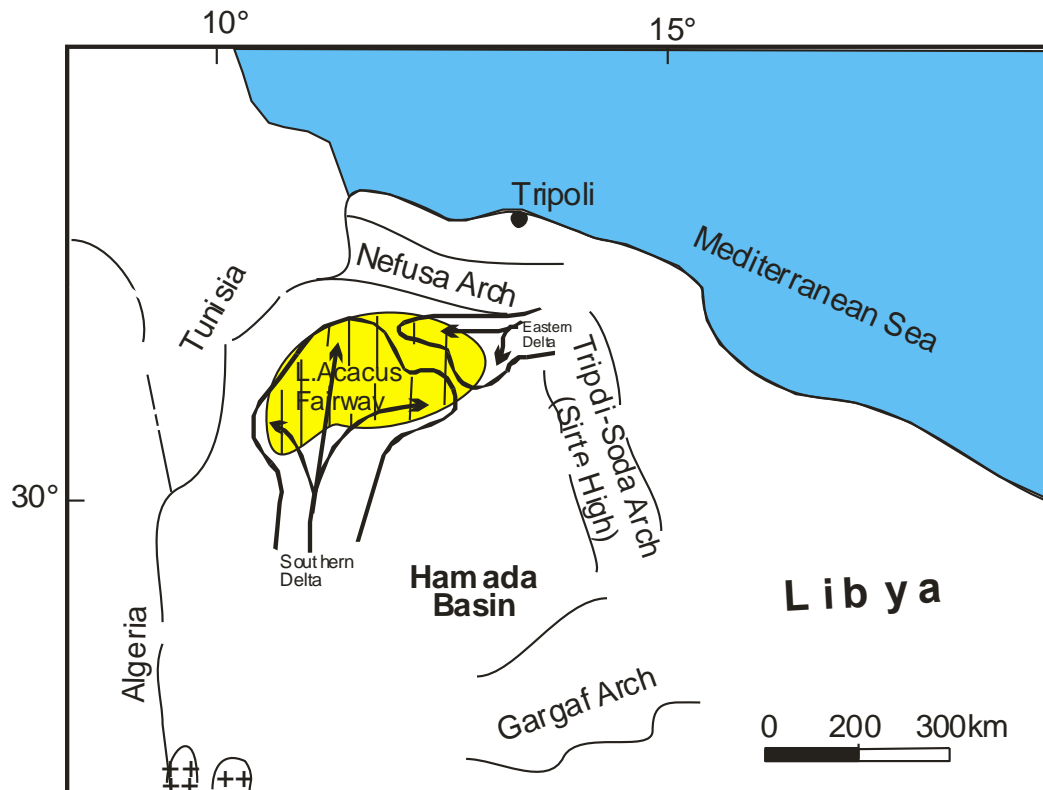 10°
15°
Tripoli
Mediterranean Sea
Nefusa Arch
Tunisia
Eastern
Delta
L.Acacus
Fairway
Tripdi-Soda Arch
(Sirte High)
30°
Southern
Delta
Hamada
Basin
Libya
Algeria
Gargaf Arch
0 200 300km